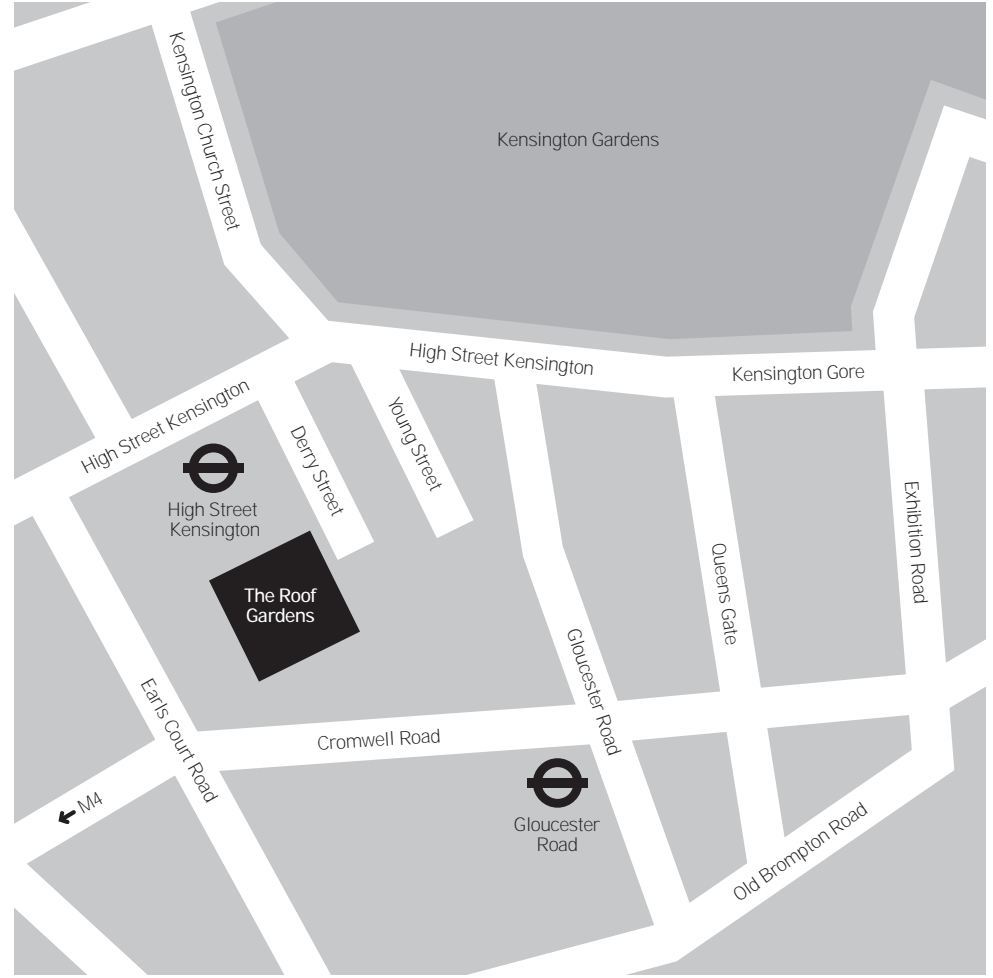 Kensington Church Street
Kensington Gardens
High Street Kensington
Kensington Gore
High Street Kensington
Derry Street
Young Street
High Street
Kensington
Exhibition Road
Queens Gate
The Roof
Gardens
Gloucester Road
Earls Court Road
Cromwell Road
M4
Gloucester
Road
Old Brompton Road